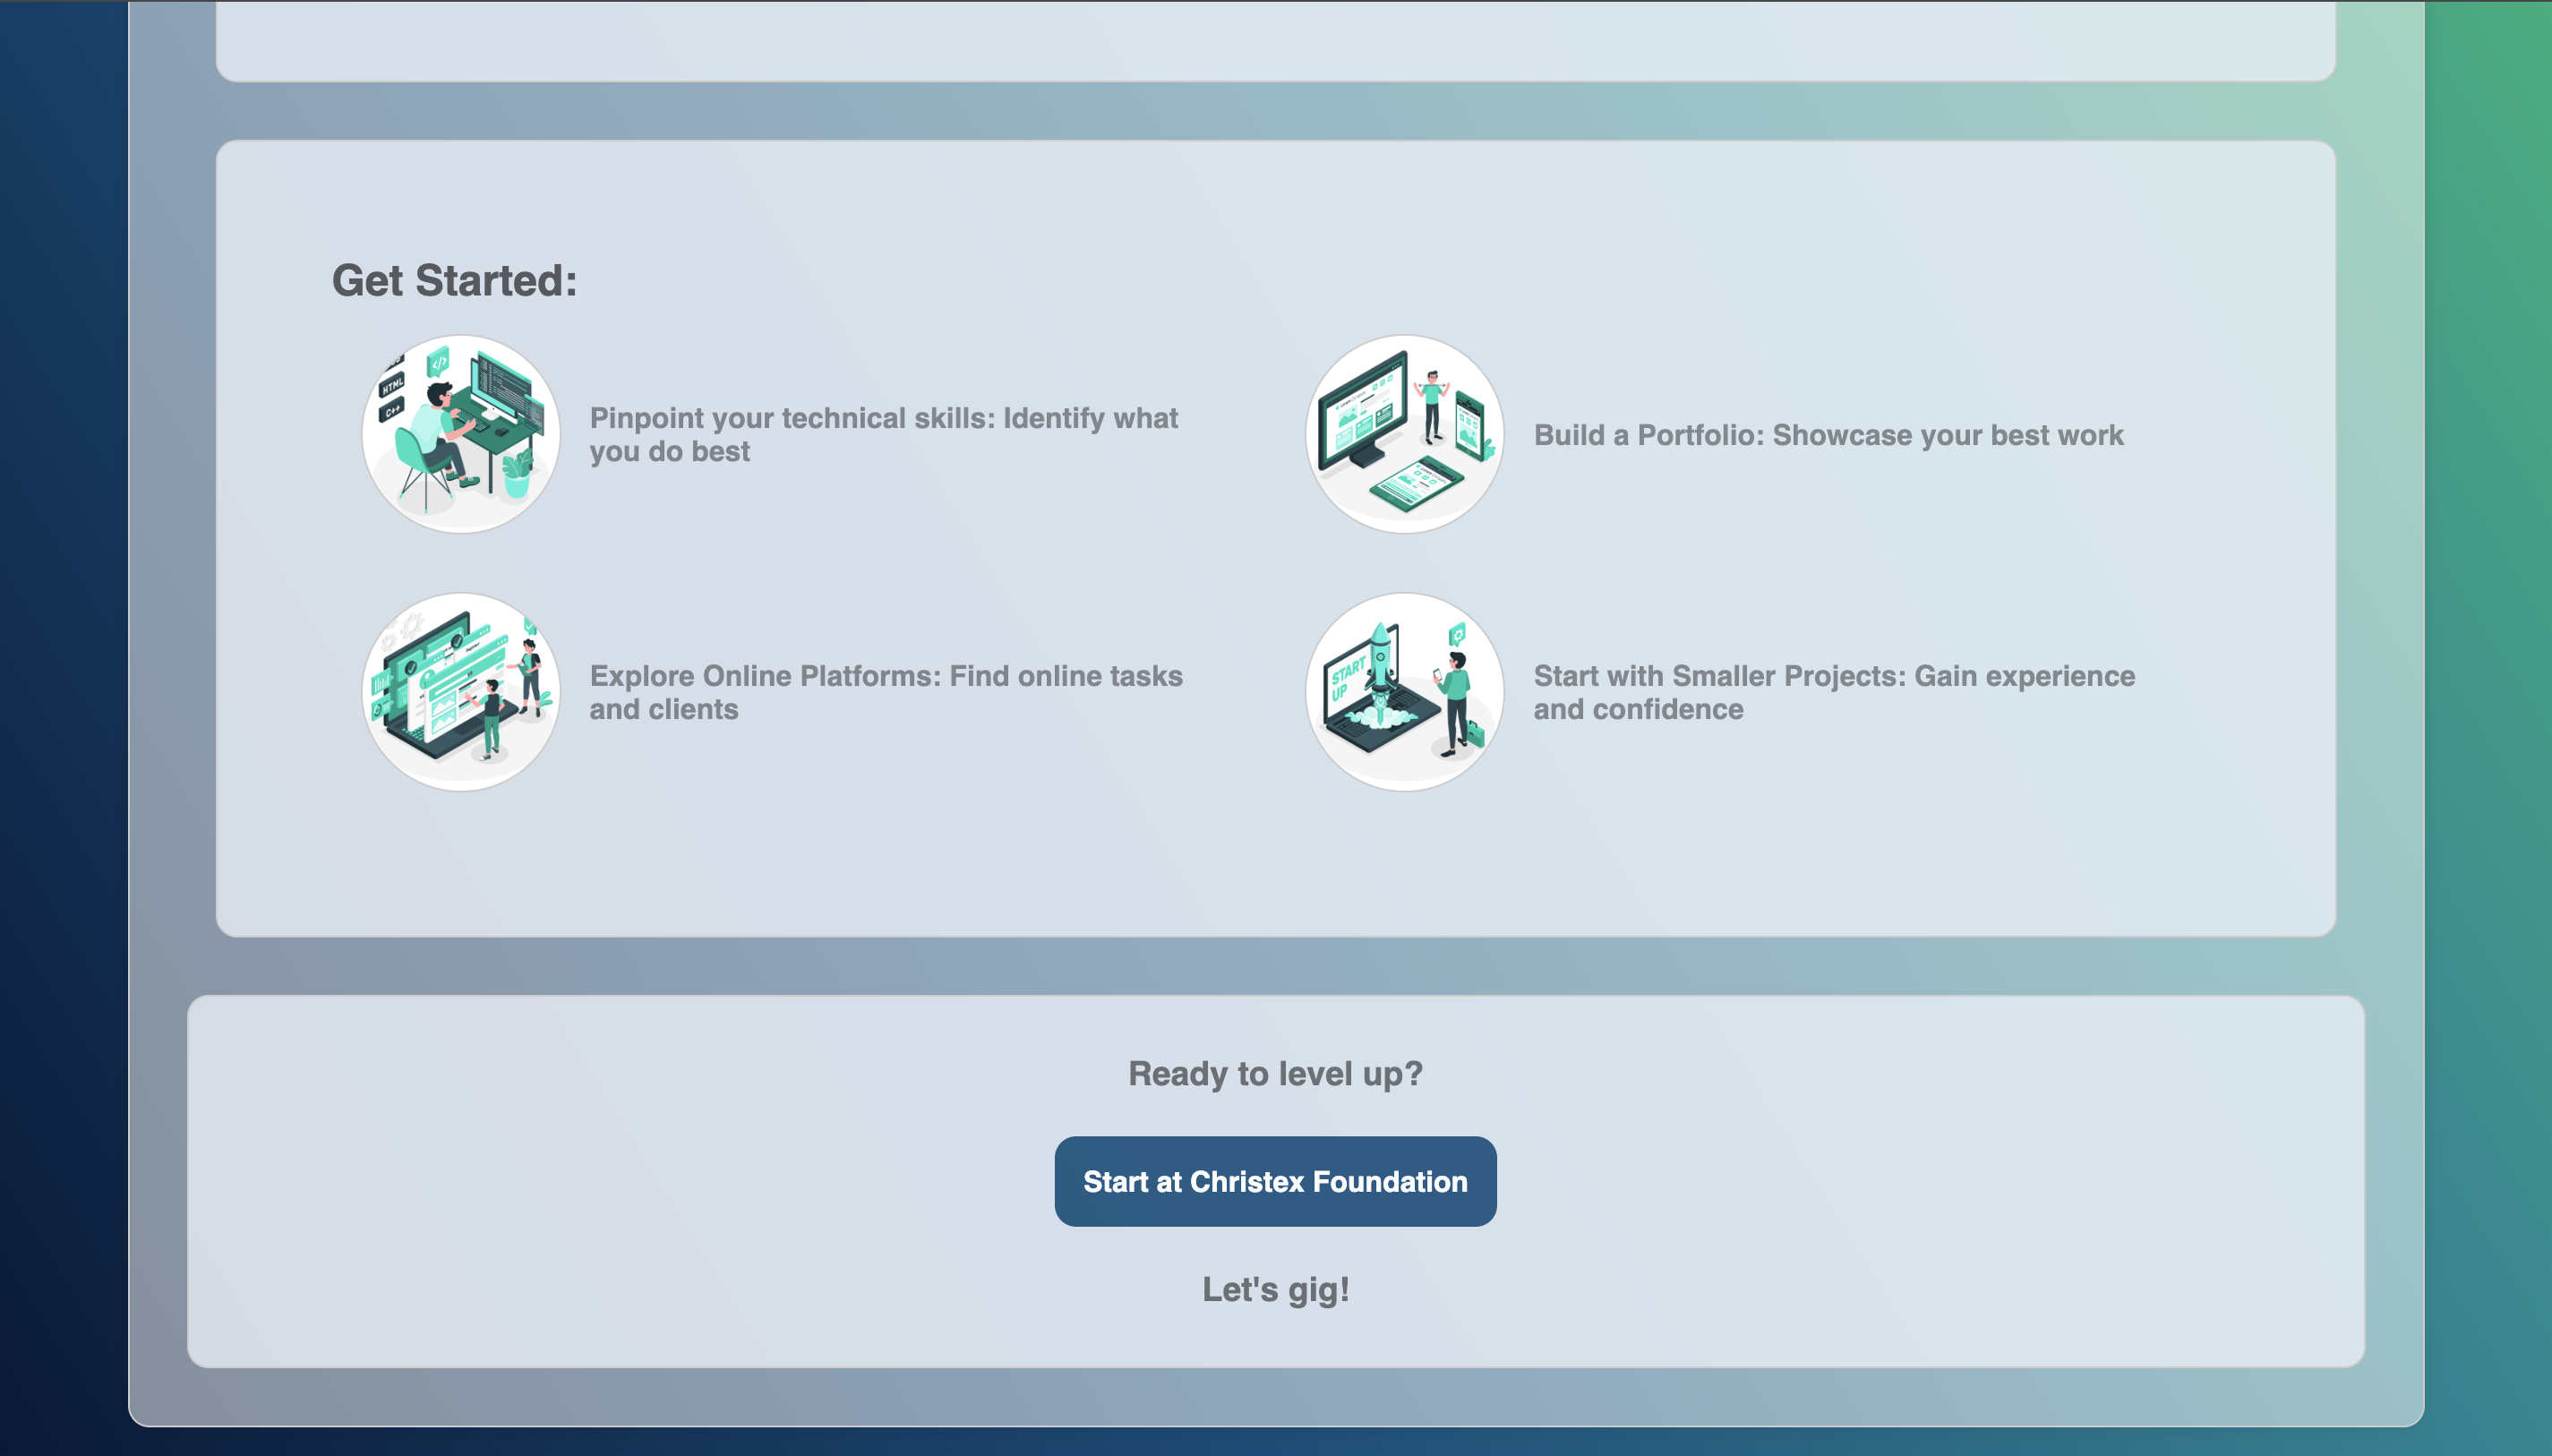 Get Started:
HTML
C++
Pinpoint your technical skills: Identify what
you do best
Build a Portfolio: Showcase your best work
Explore Online Platforms: Find online tasks
and clients
START
UP
Start with Smaller Projects: Gain experience
and confidence
Ready to level up?
Start at Christex Foundation
Let's gig!